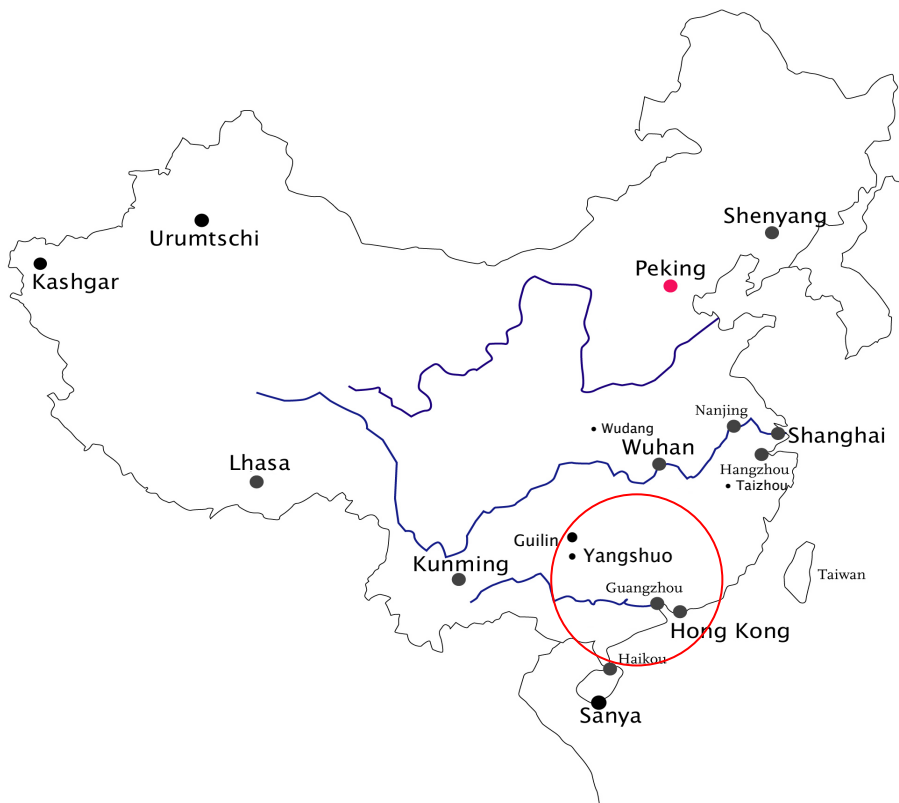 Shenyang
Urumtschi
Peking
Kashgar
Nanjing
Wudang
Shanghai
Wuhan
Lhasa
Hangzhou
Taizhou
Guilin
Yangshuo
Kunming
Taiwan
Guangzhou
Hong Kong
Haikou
Sanya